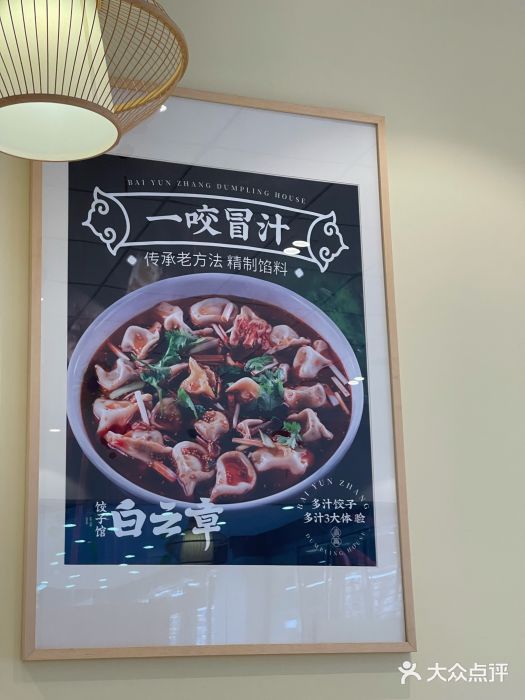 BAI YUN ZHANG DUMPLING HOUSE
一咬冒汁
传承老方法 精制馅料
饺子馆
白云章
BAI YUN ZHANG
多汁饺子
多汁3大体验
DUMPLING HOUSE
大众点评